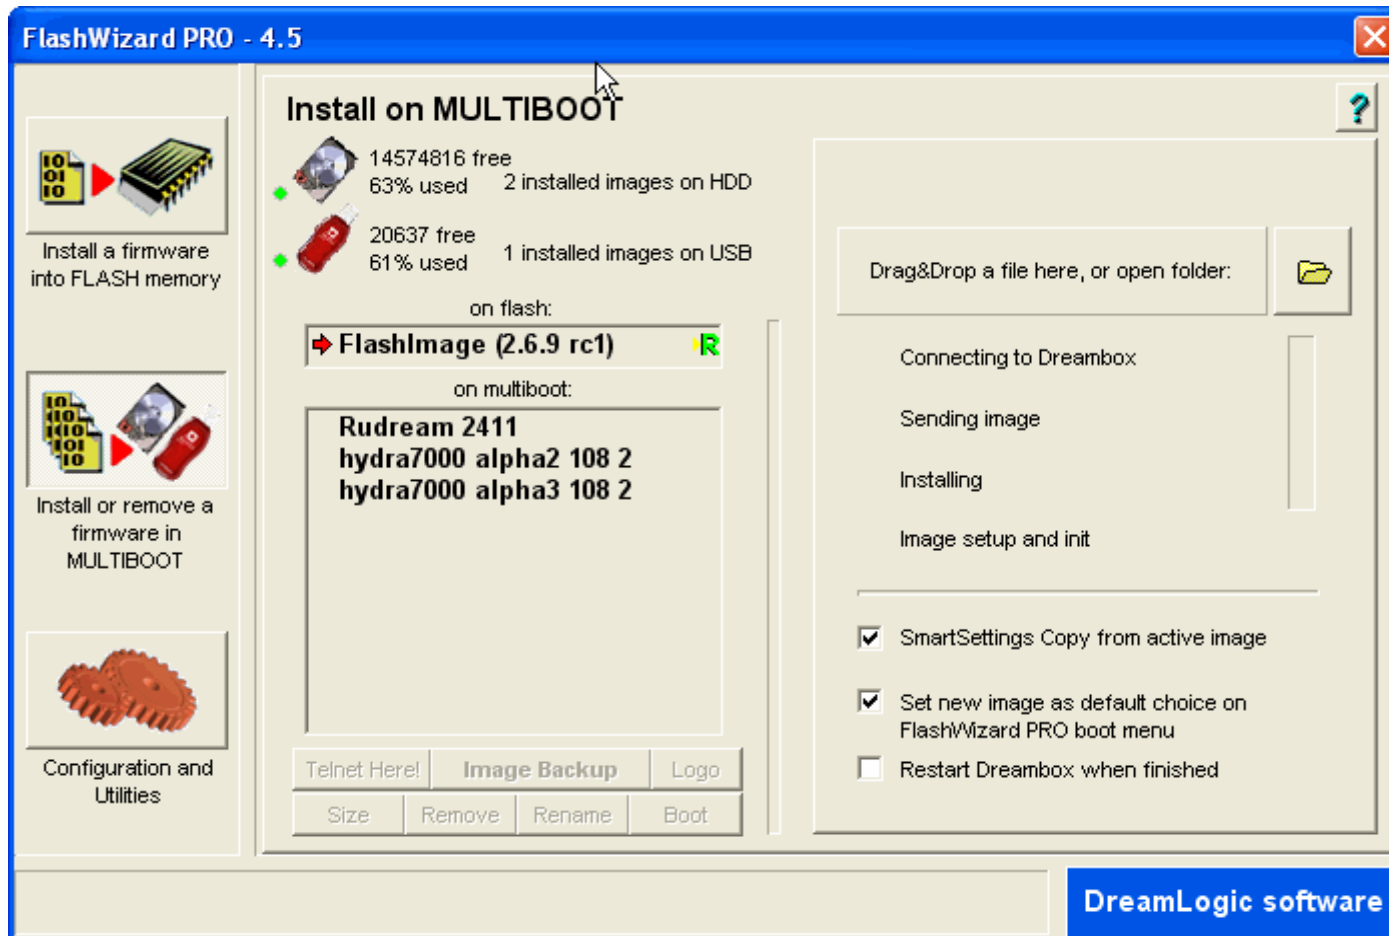 FlashWizard PRO - 4.5
Install a firmware
into FLASH memory
Install or remove a
firmware in
MULTIBOOT
Configuration and
Utilities
Install on MULTIBOOT
14574816 free
63% used
2 installed images on HDD
20637 free
61% used
1 installed images on USB
on flash:
FlashImage (2.6.9 rc1)
R
on multiboot:
Rudream 2411
hydra7000 alpha2 108 2
hydra7000 alpha3 108 2
Telnet Here!
Image Backup
Logo
Size
Remove
Rename
Boot
?
Drag&Drop a file here, or open folder:
Connecting to Dreambox
Sending image
Installing
Image setup and init
SmartSettings Copy from active image
Set new image as default choice on
FlashWizard PRO boot menu
Restart Dreambox when finished
DreamLogic software